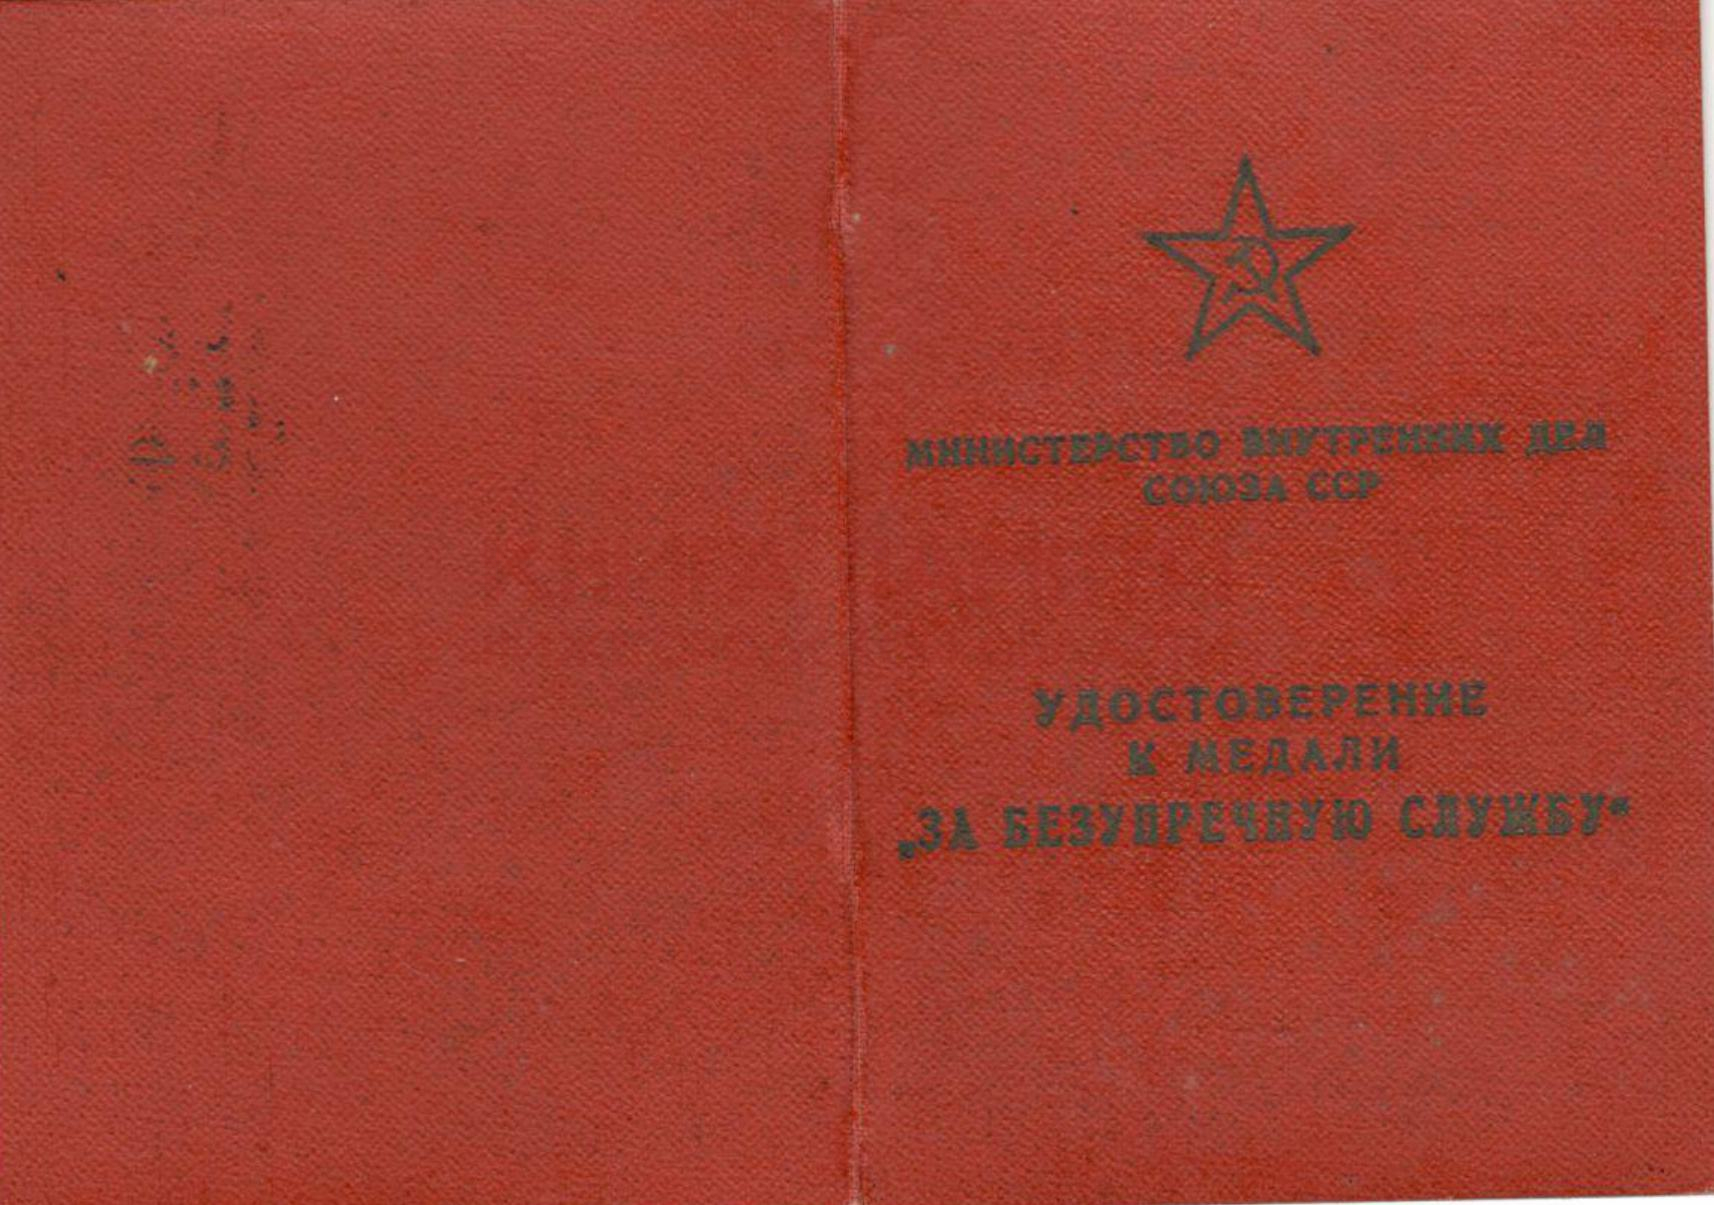 МИНИСТЕРСТВО ВНУТРЕННИХ ДЕЛ
СОЮЗА ССР
УДОСТОВЕРЕНИЕ
К МЕДАЛИ
„ЗА БЕЗУПРЕЧНУЮ СЛУЖБУ“